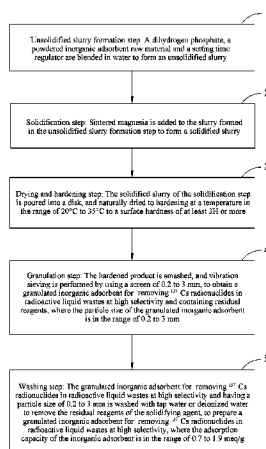 Unsolidified slurry formation step: A dihydrogen phosphate, a
powdered inorganic adsorbent raw material and a setting time
regulator are blended in water to form an unsolidified slurry
Solidification step: Sintered magnesia is added to the slurry formed
in the unsolidified slurry formation step to form a solidified slurry
Drying and hardening step: The solidified slurry of the solidification step
is poured into a disk, and naturally dried to hardening at a temperature in
the range of 20°C to 35°C to a surface hardness of at least 3H or more
Granulation step: The hardened product is smashed, and vibration
sieving is performed by using a screen of 0.2 to 3 mm, to obtain a
granulated inorganic adsorbent for removing 137 Cs radionuclides in
radioactive liquid wastes at high selectivity and containing residual
reagents, where the particle size of the granulated inorganic adsorbent
is in the range of 0.2 to 3 mm
Washing step: The granulated inorganic adsorbent for removing 137 Cs
radionuclides in radioactive liquid wastes at high selectivity and having a
particle size of 0.2 to 3 mm is washed with tap water or deionized water
to remove the residual reagents of the solidifying agent, to prepare a
granulated inorganic adsorbent for removing 137 Cs radionuclides in
radioactive liquid wastes at high selectivity, where the adsorption
capacity of the inorganic adsorbent is in the range of 0.7 to 1.9 meq/g